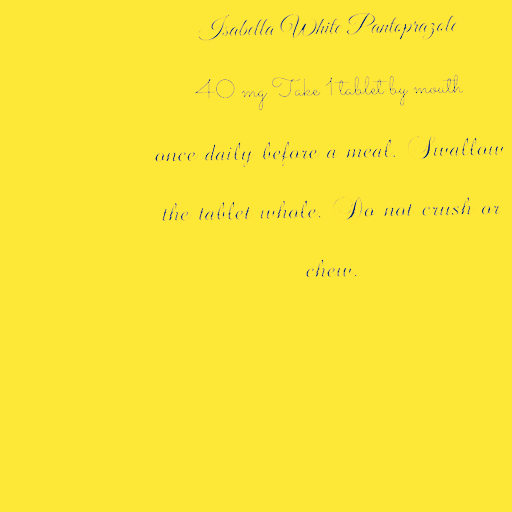 Isabella White Pantoprazole
40 mg Take 1 tablet by mouth
once daily before a meal. Swallow
the tablet whole. Do not crush or
chew.